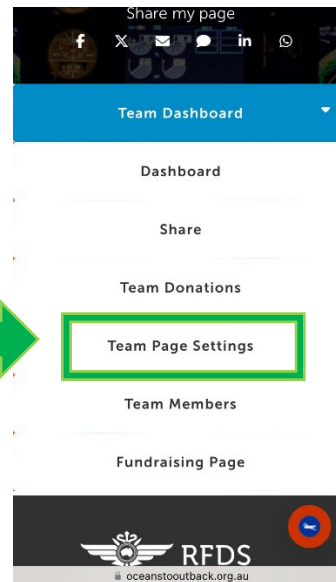 Share my page
f X in
Team Dashboard
Dashboard
Share
Team Donations
Team Page Settings
Team Members
Fundraising Page
RFDS
oceanstooutback.org.au